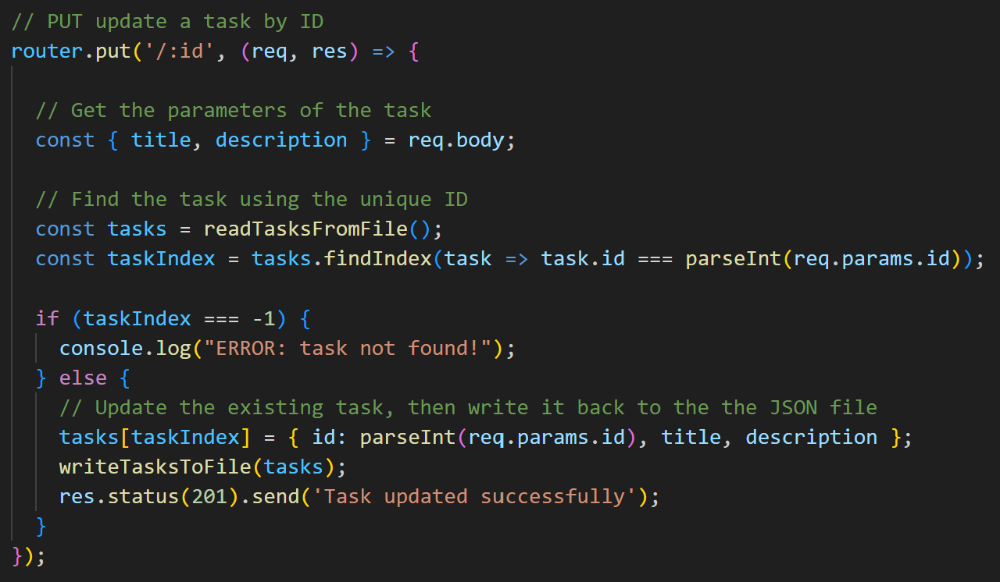 // PUT update a task by ID
router.put('/:id', (req, res) => {
// Get the parameters of the task
const { title, description } = req.body;
// Find the task using the unique ID
const tasks = readTasksFromFile();
const taskIndex = tasks.findIndex(task => task.id === parseInt(req.params.id));
if (taskIndex === -1) {
console.log("ERROR: task not found!");
} else {
// Update the existing task, then write it back to the the JSON file
tasks[taskIndex] = { id: parseInt(req.params.id), title, description };
writeTasksToFile(tasks);
res.status(201).send('Task updated successfully');
}
});